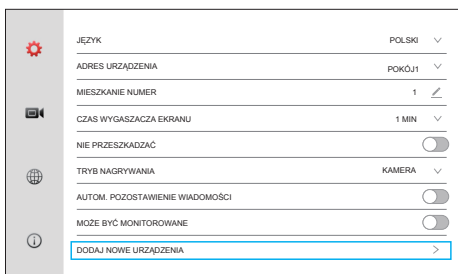 JĘZYK POLSKI
ADRES URZĄDZENIA POKÓJ1
MIESZKANIE NUMER 1
CZAS WYGASZACZA EKRANU 1 MIN
NIE PRZESZKADZAĆ
TRYB NAGRYWANIA KAMERA
AUTOM. POZOSTAWIENIE WIADOMOŚCI
MOŻE BYĆ MONITOROWANE
DODAJ NOWE URZĄDZENIA